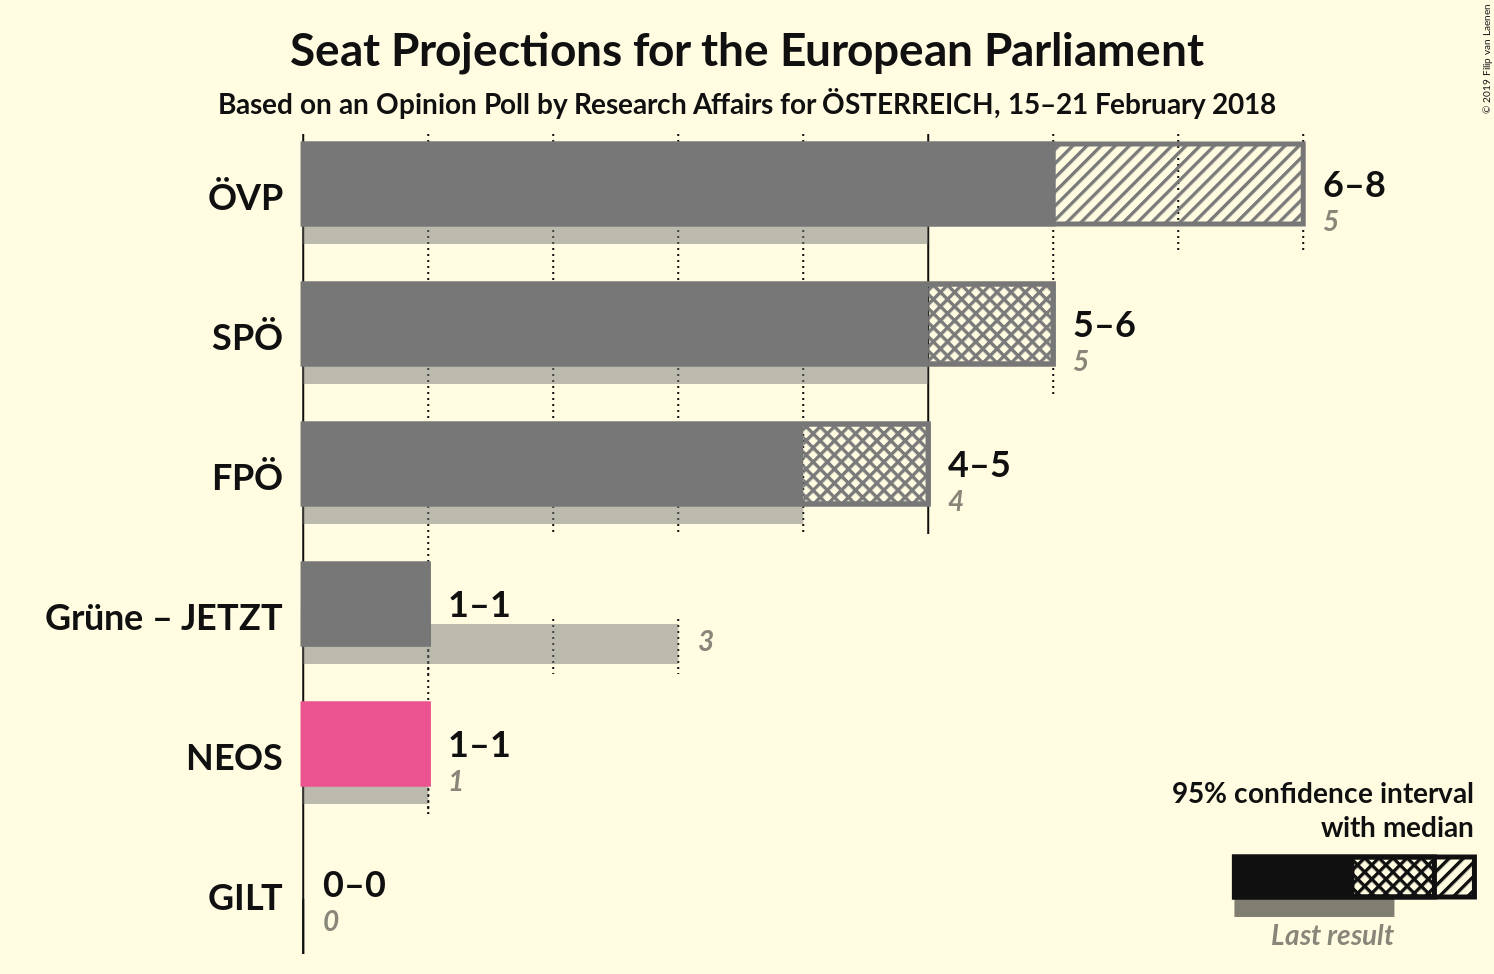 © 2019 Filip van Laenen
Seat Projections for the European Parliament
Based on an Opinion Poll by Research Affairs for ÖSTERREICH, 15–21 February 2018
ÖVP
6–8
5
SPÖ
5–6
5
FPÖ
4–5
4
Grüne – JETZT
1–1
3
NEOS
1–1
1
GILT
0–0
0
95% confidence interval
with median
Last result